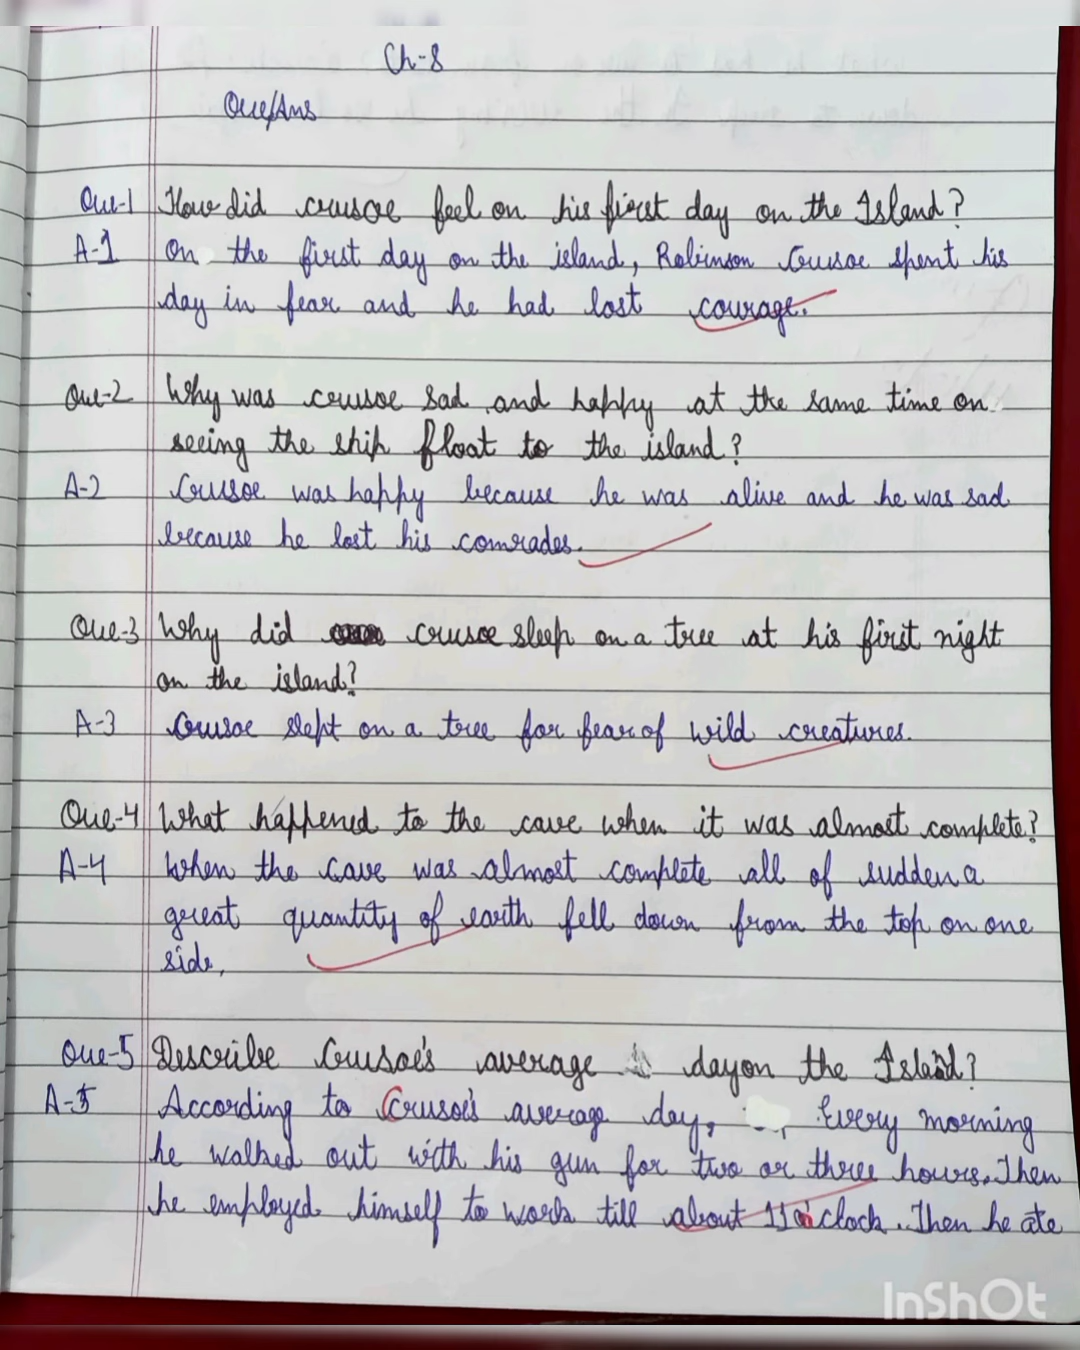 Ch-8
Que/Ans
Que-1 How did crusoe feel on his first day on the Island?
A-1 On the first day on the island, Robinson Crusoe spent his
day in fear and he had lost courage.
Que-2 Why was crusoe sad and happy at the same time on
seeing the ship float to the island?
A-2 Crusoe was happy because he was alive and he was sad
because he lost his comrades.
Que-3 Why did crusoe sleep on a tree at his first night
on the island?
A-3 Crusoe slept on a tree for fear of wild creatures.
Que-4 What happened to the cave when it was almost complete?
A-4 When the cave was almost complete all of sudden a
great quantity of earth fell down from the top on one
side,
Que-5 Describe Crusoe's average day on the Island?
A-5 According to Crusoe's average day, Every morning
he walked out with his gun for two or three hours. Then
he employed himself to work till about 11 o'clock. Then he ate
InShOt